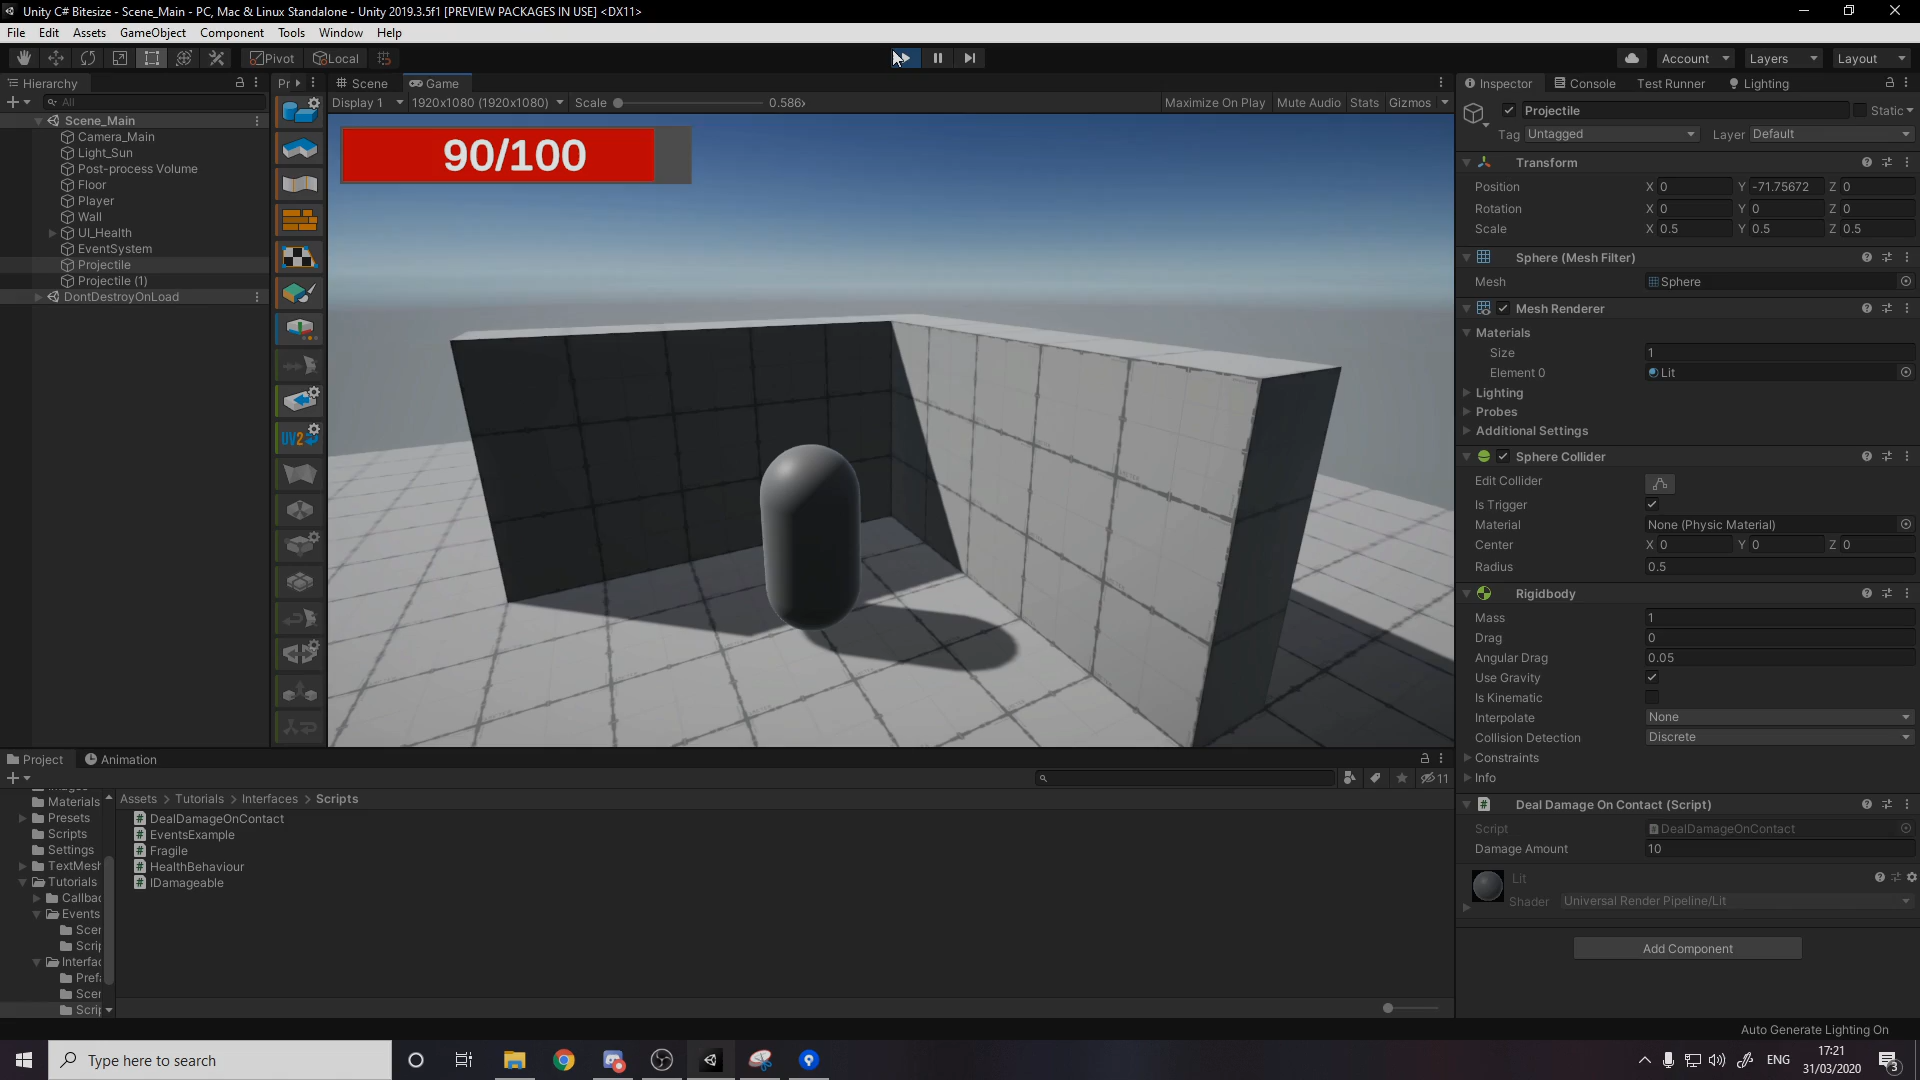 Unity C# Bitesize - Scene_Main - PC, Mac & Linux Standalone - Unity 2019.3.5f1 [PREVIEW PACKAGES IN USE] <DX11>
File Edit Assets GameObject Component Tools Window Help
Pivot Local Account Layers Layout
Hierarchy
All
Scene_Main
Camera_Main
Light_Sun
Post-process Volume
Floor
Player
Wall
UI_Health
EventSystem
Projectile
Projectile (1)
DontDestroyOnLoad
Pr
UV2
Scene Game
Display 1 1920x1080 (1920x1080) Scale 0.586x Maximize On Play Mute Audio Stats Gizmos
90/100
Inspector Console Test Runner Lighting
Projectile Static
Tag Untagged Layer Default
Transform
Position X 0 Y -71.75672 Z 0
Rotation X 0 Y 0 Z 0
Scale X 0.5 Y 0.5 Z 0.5
Sphere (Mesh Filter)
Mesh Sphere
Mesh Renderer
Materials
Size 1
Element 0 Lit
Lighting
Probes
Additional Settings
Sphere Collider
Edit Collider
Is Trigger
Material None (Physic Material)
Center X 0 Y 0 Z 0
Radius 0.5
Rigidbody
Mass 1
Drag 0
Angular Drag 0.05
Use Gravity
Is Kinematic
Interpolate None
Collision Detection Discrete
Constraints
Info
Deal Damage On Contact (Script)
Script DealDamageOnContact
Damage Amount 10
Lit
Shader Universal Render Pipeline/Lit
Add Component
Project Animation
11
Materials
Presets
Scripts
Settings
TextMesh
Tutorials
Callbac
Events
Scer
Scrip
Interfac
Prefa
Scer
Scrip
Assets > Tutorials > Interfaces > Scripts
DealDamageOnContact
EventsExample
Fragile
HealthBehaviour
IDamageable
Auto Generate Lighting On
Type here to search
ENG
17:21
31/03/2020
3